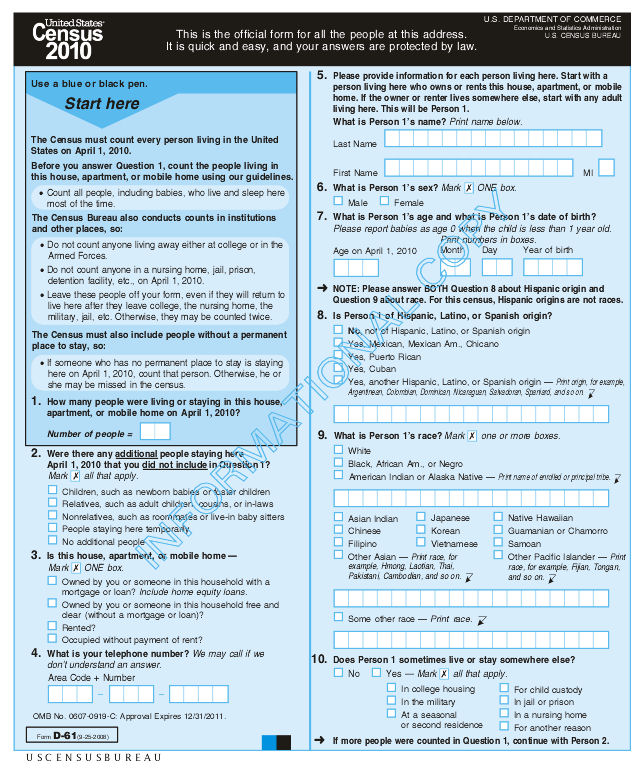 United States®
Census
2010
This is the official form for all the people at this address.
It is quick and easy, and your answers are protected by law.
U.S. DEPARTMENT OF COMMERCE
Economics and Statistics Administration
U.S. CENSUS BUREAU
Use a blue or black pen.
Start here
The Census must count every person living in the United
States on April 1, 2010.
Before you answer Question 1, count the people living in
this house, apartment, or mobile home using our guidelines.
• Count all people, including babies, who live and sleep here
most of the time.
The Census Bureau also conducts counts in institutions
and other places, so:
• Do not count anyone living away either at college or in the
Armed Forces.
• Do not count anyone in a nursing home, jail, prison,
detention facility, etc., on April 1, 2010.
• Leave these people off your form, even if they will return to
live here after they leave college, the nursing home, the
military, jail, etc. Otherwise, they may be counted twice.
The Census must also include people without a permanent
place to stay, so:
• If someone who has no permanent place to stay is staying
here on April 1, 2010, count that person. Otherwise, he or
she may be missed in the census.
1. How many people were living or staying in this house,
apartment, or mobile home on April 1, 2010?
Number of people =
2. Were there any additional people staying here
April 1, 2010 that you did not include in Question 1?
Mark ☒ all that apply.
Children, such as newborn babies or foster children
Relatives, such as adult children, cousins, or in-laws
Nonrelatives, such as roommates or live-in baby sitters
People staying here temporarily
No additional people
3. Is this house, apartment, or mobile home —
Mark ☒ ONE box.
Owned by you or someone in this household with a
mortgage or loan? Include home equity loans.
Owned by you or someone in this household free and
clear (without a mortgage or loan)?
Rented?
Occupied without payment of rent?
4. What is your telephone number? We may call if we
don't understand an answer.
Area Code + Number
– –
OMB No. 0607-0919-C: Approval Expires 12/31/2011.
Form D-61 (9-25-2008)
USCENSUSBUREAU
5. Please provide information for each person living here. Start with a
person living here who owns or rents this house, apartment, or mobile
home. If the owner or renter lives somewhere else, start with any adult
living here. This will be Person 1.
What is Person 1's name? Print name below.
Last Name
First Name MI
6. What is Person 1's sex? Mark ☒ ONE box.
Male Female
7. What is Person 1's age and what is Person 1's date of birth?
Please report babies as age 0 when the child is less than 1 year old.
Print numbers in boxes.
Age on April 1, 2010 Month Day Year of birth
➜ NOTE: Please answer BOTH Question 8 about Hispanic origin and
Question 9 about race. For this census, Hispanic origins are not races.
8. Is Person 1 of Hispanic, Latino, or Spanish origin?
No, not of Hispanic, Latino, or Spanish origin
Yes, Mexican, Mexican Am., Chicano
Yes, Puerto Rican
Yes, Cuban
Yes, another Hispanic, Latino, or Spanish origin — Print origin, for example,
Argentinean, Colombian, Dominican, Nicaraguan, Salvadoran, Spaniard, and so on.
9. What is Person 1's race? Mark ☒ one or more boxes.
White
Black, African Am., or Negro
American Indian or Alaska Native — Print name of enrolled or principal tribe.
Asian Indian Japanese Native Hawaiian
Chinese Korean Guamanian or Chamorro
Filipino Vietnamese Samoan
Other Asian — Print race, for
example, Hmong, Laotian, Thai,
Pakistani, Cambodian, and so on.
Other Pacific Islander — Print
race, for example, Fijian, Tongan,
and so on.
Some other race — Print race.
10. Does Person 1 sometimes live or stay somewhere else?
No Yes — Mark ☒ all that apply.
In college housing For child custody
In the military In jail or prison
At a seasonal In a nursing home
or second residence For another reason
➜ If more people were counted in Question 1, continue with Person 2.
INFORMATIONAL COPY